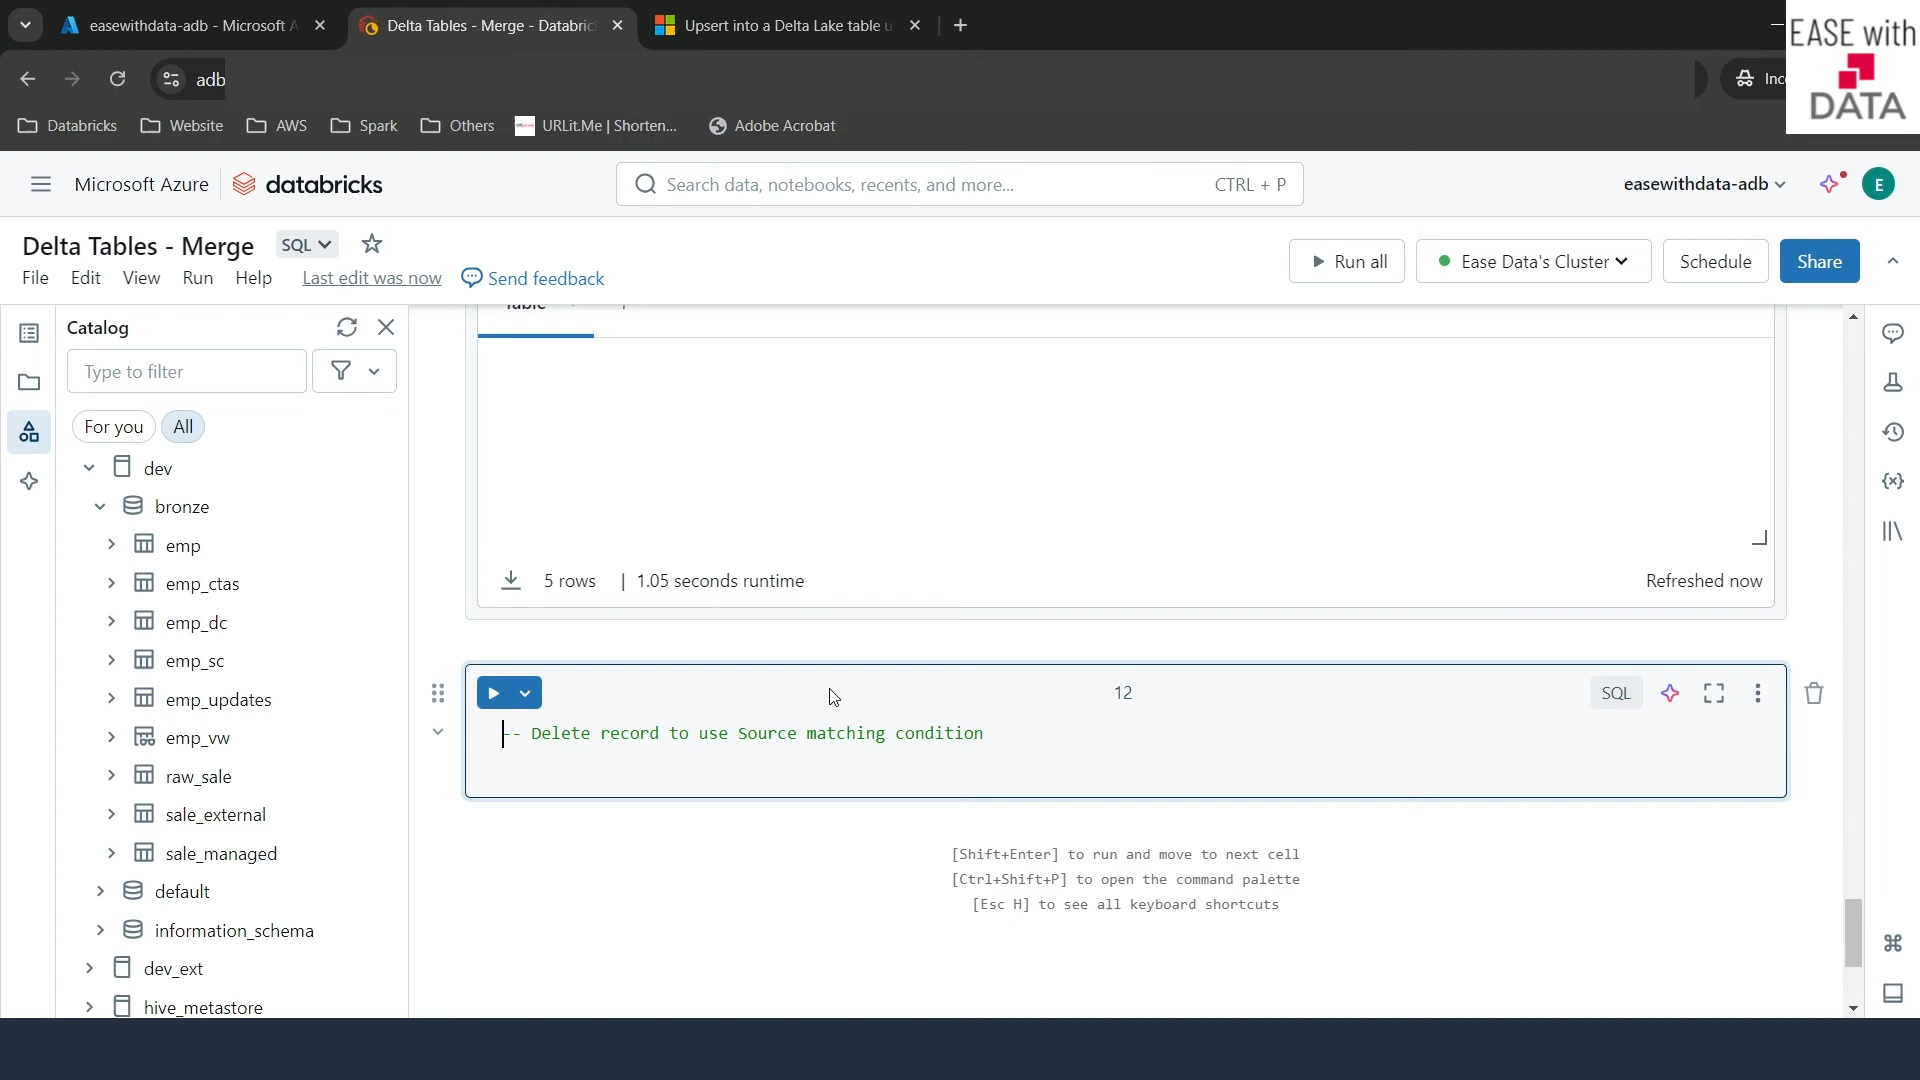 easewithdata-adb - Microsoft A
Delta Tables - Merge - Databric
Upsert into a Delta Lake table u
adb
Inc
EASE with
DATA
Databricks
Website
AWS
Spark
Others
URLit.Me | Shorten...
Adobe Acrobat
Microsoft Azure
databricks
Search data, notebooks, recents, and more...
CTRL + P
easewithdata-adb
E
Delta Tables - Merge
SQL
File
Edit
View
Run
Help
Last edit was now
Send feedback
Run all
Ease Data's Cluster
Schedule
Share
Catalog
Type to filter
For you
All
dev
bronze
emp
emp_ctas
emp_dc
emp_sc
emp_updates
emp_vw
raw_sale
sale_external
sale_managed
default
information_schema
dev_ext
hive_metastore
Table
5 rows | 1.05 seconds runtime
Refreshed now
12
SQL
-- Delete record to use Source matching condition
[Shift+Enter] to run and move to next cell
[Ctrl+Shift+P] to open the command palette
[Esc H] to see all keyboard shortcuts